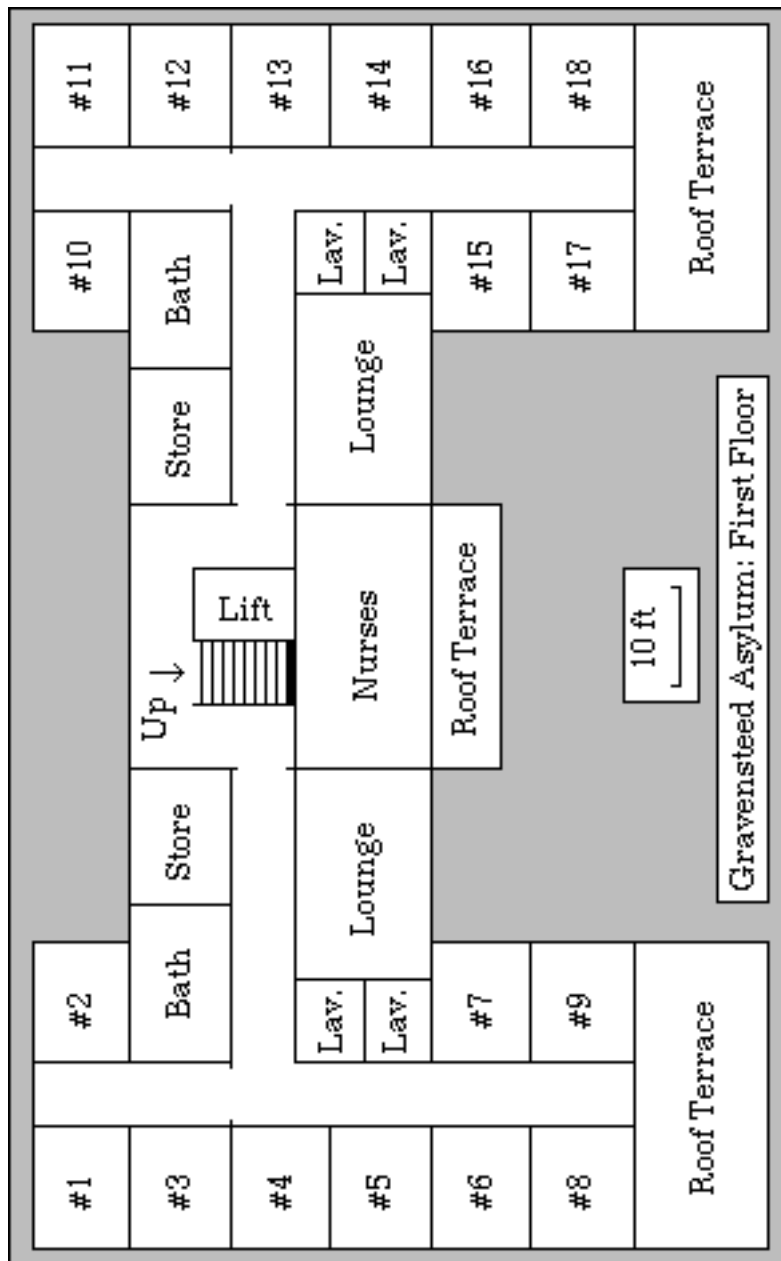 #1
#2
#10
#11
Up ←
#3
Bath
Store
Store
Bath
#12
Lift
#4
#13
Lav.
Lav.
#5
Lounge
Nurses
Lounge
#14
Lav.
Lav.
#6
#7
Roof Terrace
#15
#16
#8
#9
#17
#18
10 ft
Roof Terrace
Roof Terrace
Gravensteed Asylum: First Floor